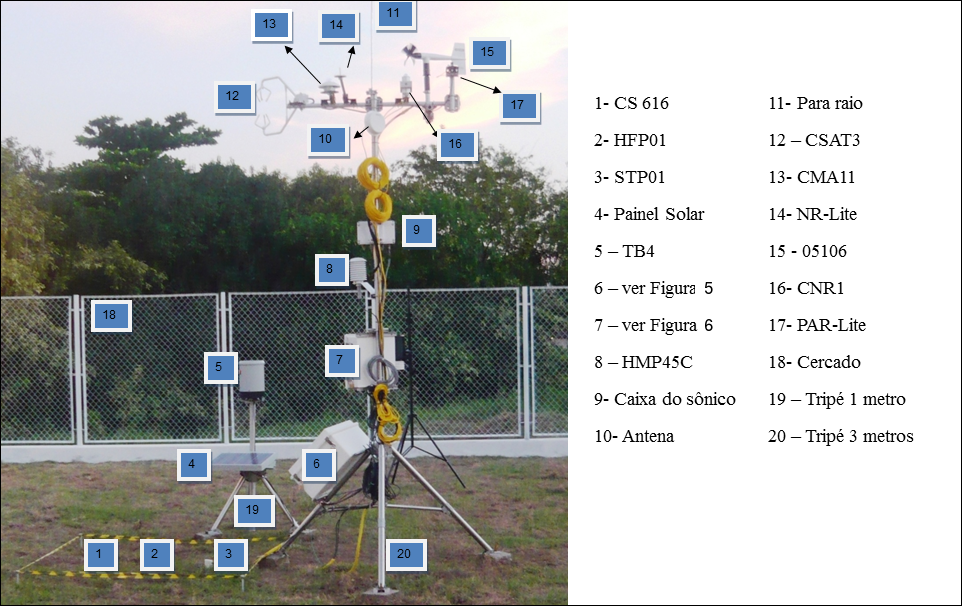 13
14
11
15
12
17
10
16
9
8
18
7
5
4
6
19
1
2
3
20
1- CS 616
2- HFP01
3- STP01
4- Painel Solar
5 – TB4
6 – ver Figura 5
7 – ver Figura 6
8 – HMP45C
9- Caixa do sônico
10- Antena
11- Para raio
12 – CSAT3
13- CMA11
14- NR-Lite
15 - 05106
16- CNR1
17- PAR-Lite
18- Cercado
19 – Tripé 1 metro
20 – Tripé 3 metros